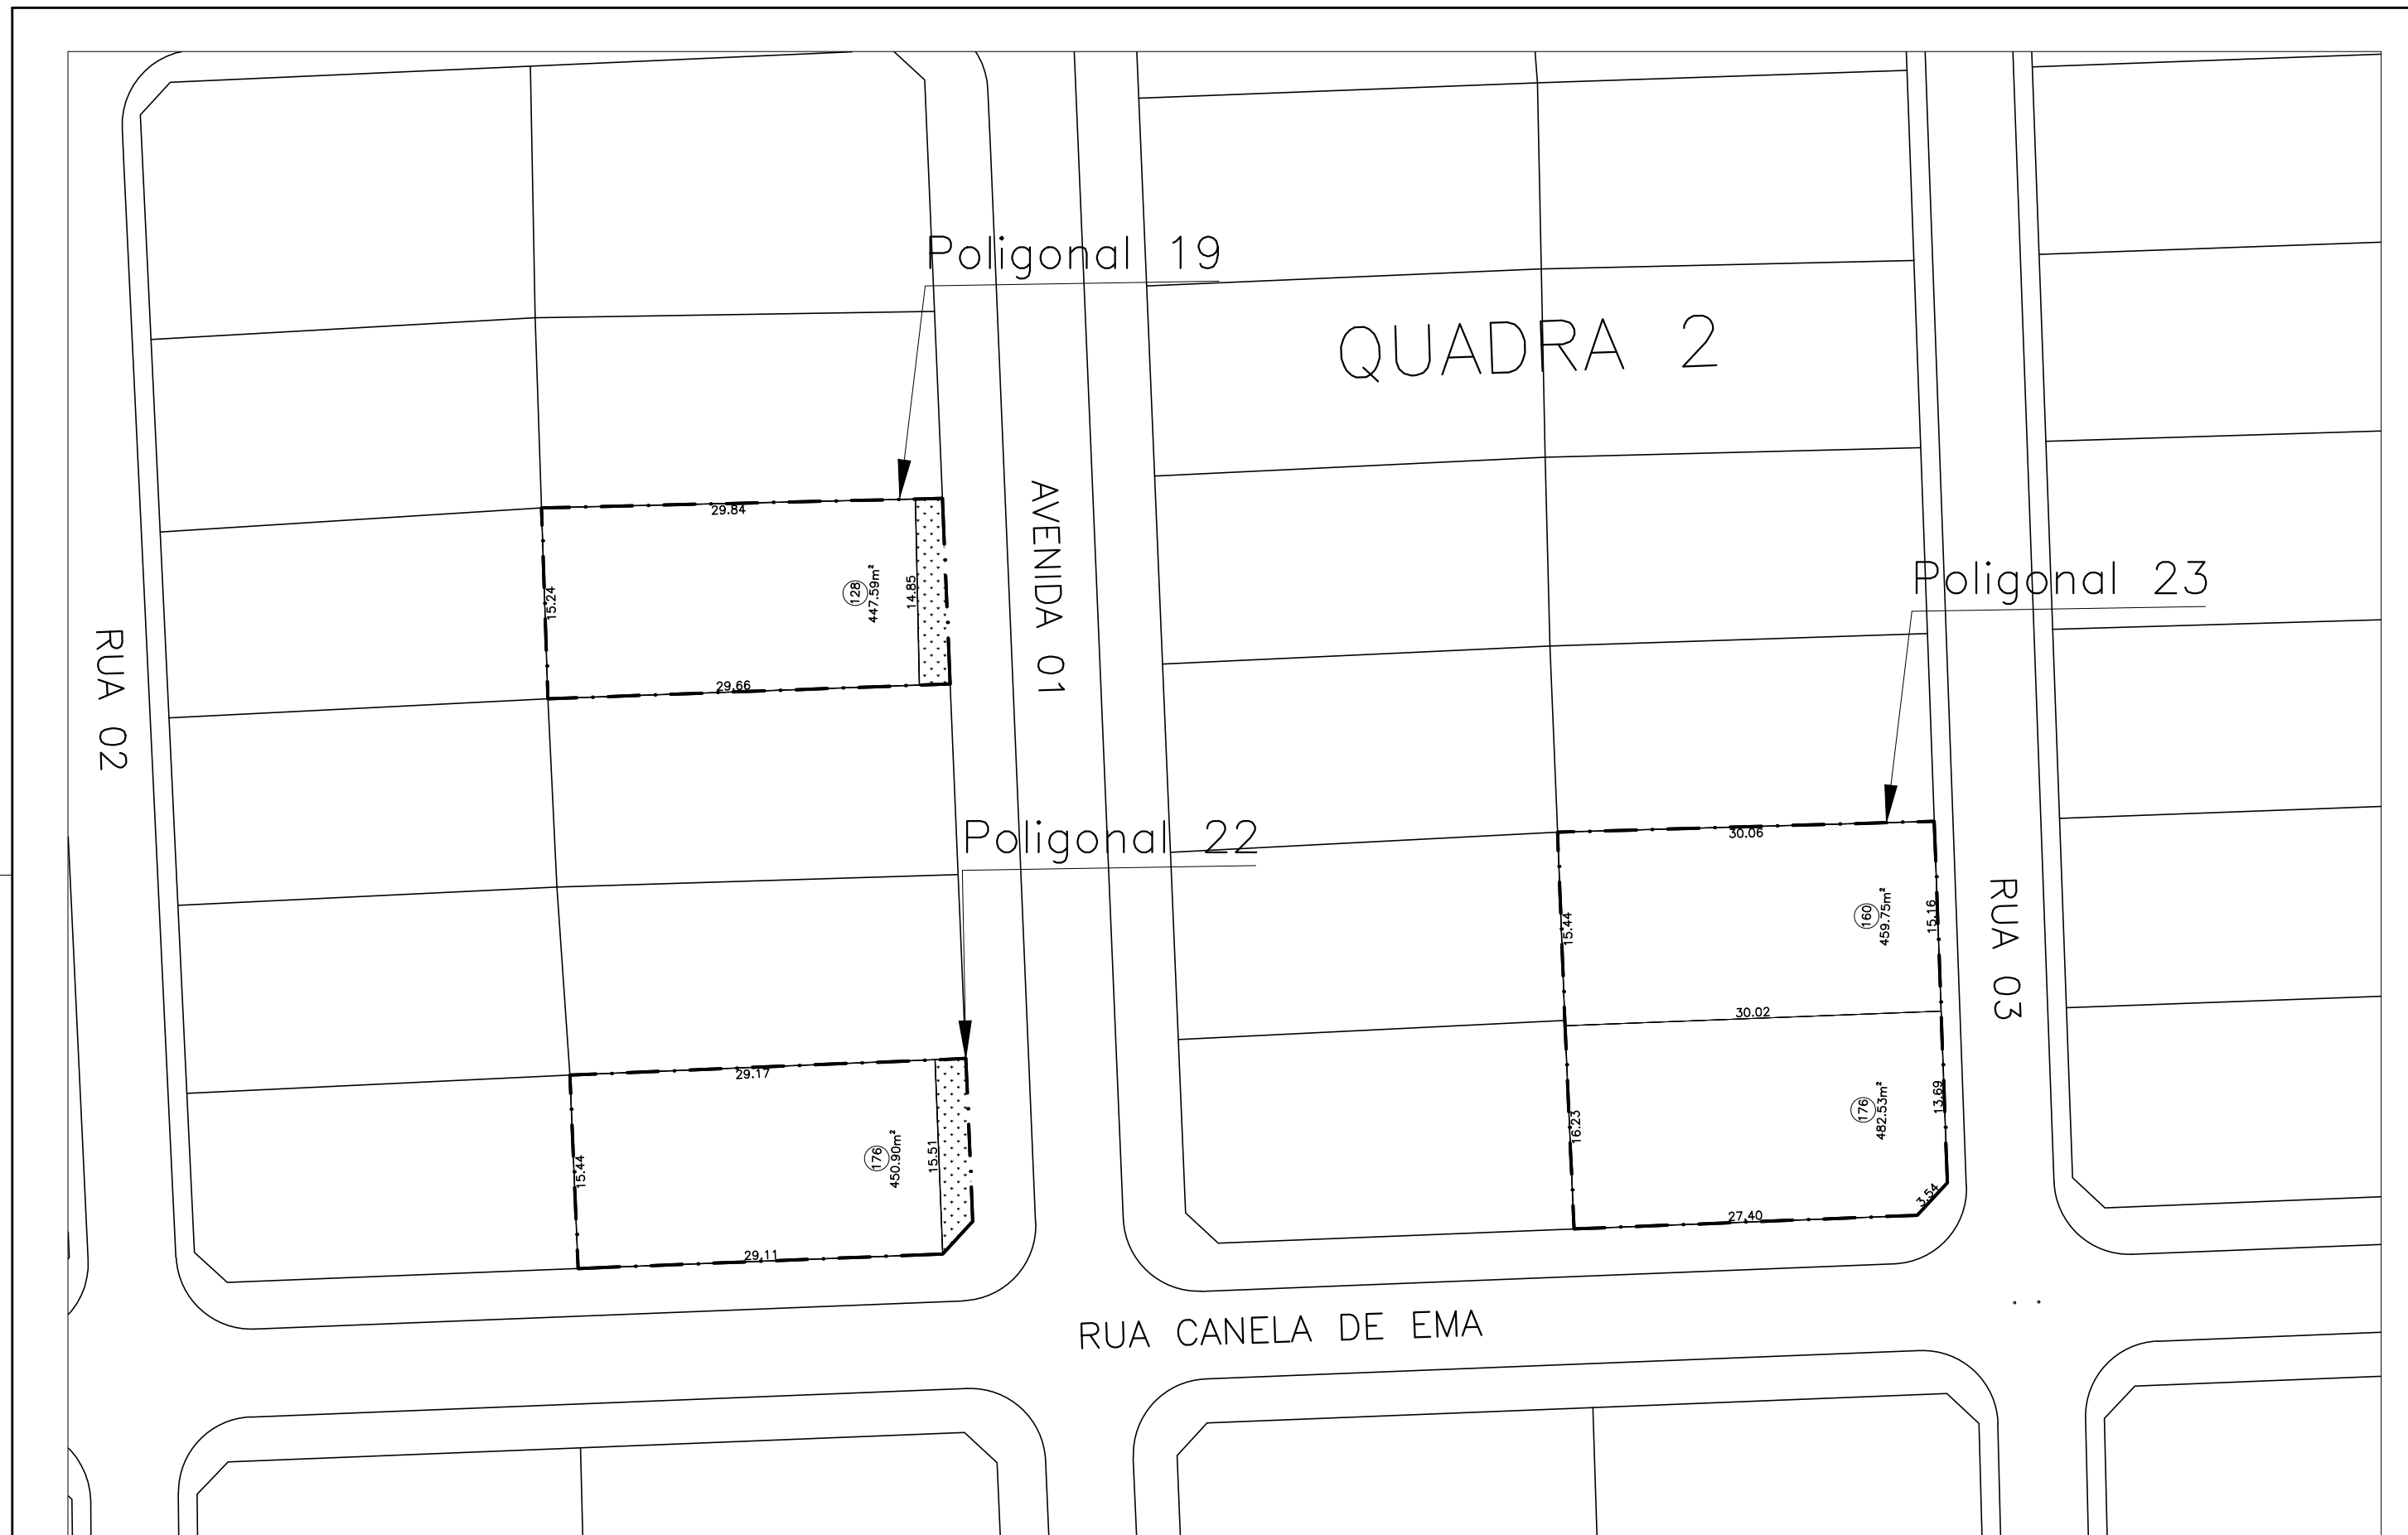 Poligonal 19
QUADRA 2
29.84
15.24
128
447.59m²
14.85
29.66
AVENIDA 01
RUA 02
Poligonal 23
Poligonal 22
30.06
15.44
160
459.75m²
15.16
RUA 03
30.02
29.17
15.44
176
450.90m²
15.51
29.11
16.23
176
482.53m²
13.69
3.54
27.40
RUA CANELA DE EMA